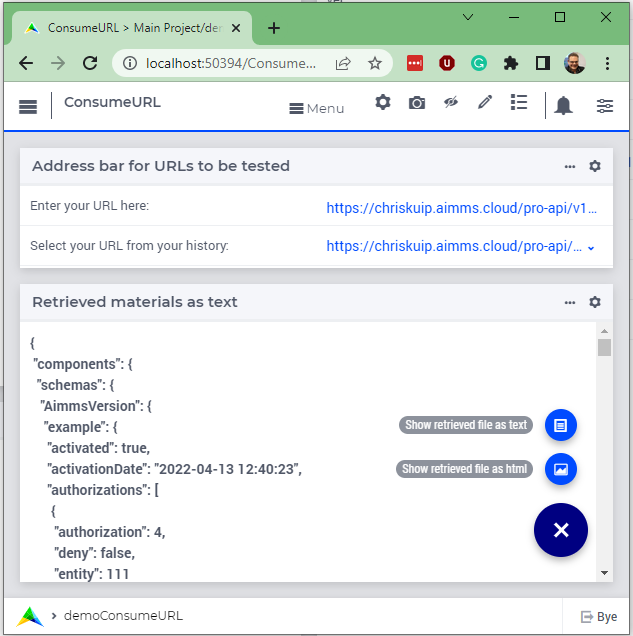 ConsumeURL > Main Project/der
localhost:50394/Consume...
ConsumeURL
Menu
Address bar for URLs to be tested
Enter your URL here:
https://chriskuip.aimms.cloud/pro-api/v1...
Select your URL from your history:
https://chriskuip.aimms.cloud/pro-api/...
Retrieved materials as text
{
"components": {
"schemas": {
"AimmsVersion": {
"example": {
Show retrieved file as text
"activated": true,
"activationDate": "2022-04-13 12:40:23",
Show retrieved file as html
"authorizations": [
{
"authorization": 4,
"deny": false,
"entity": 111
demoConsumeURL
Bye